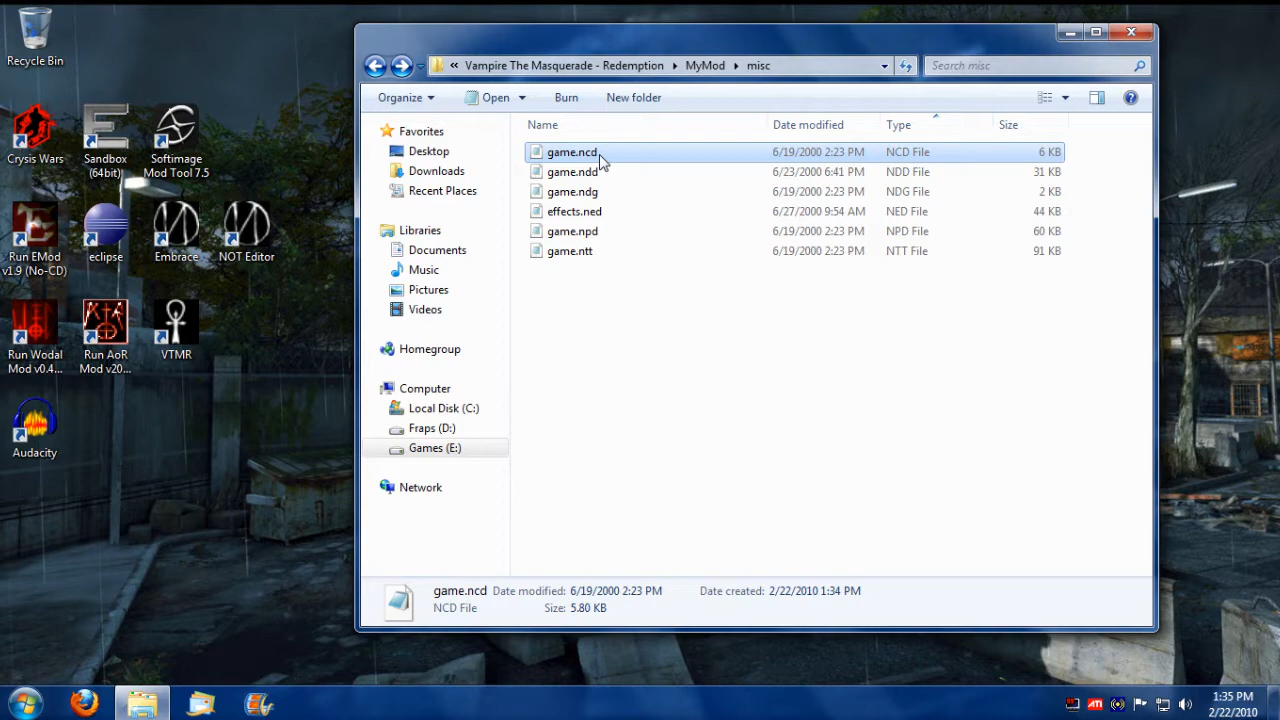 Recycle Bin
Crysis Wars
Sandbox
(64bit)
Softimage
Mod Tool 7.5
Run EMod
v1.9 (No-CD)
eclipse
Embrace
NOT Editor
Run Wodal
Mod v0.4...
Run AoR
Mod v20...
VTMR
Audacity
« Vampire The Masquerade - Redemption ▸ MyMod ▸ misc
Search misc
Organize Open Burn New folder
Name Date modified Type Size
Favorites
Desktop
Downloads
Recent Places
Libraries
Documents
Music
Pictures
Videos
Homegroup
Computer
Local Disk (C:)
Fraps (D:)
Games (E:)
Network
game.ncd 6/19/2000 2:23 PM NCD File 6 KB
game.ndd 6/23/2000 6:41 PM NDD File 31 KB
game.ndg 6/19/2000 2:23 PM NDG File 2 KB
effects.ned 6/27/2000 9:54 AM NED File 44 KB
game.npd 6/19/2000 2:23 PM NPD File 60 KB
game.ntt 6/19/2000 2:23 PM NTT File 91 KB
game.ncd Date modified: 6/19/2000 2:23 PM Date created: 2/22/2010 1:34 PM
NCD File Size: 5.80 KB
ATI
1:35 PM
2/22/2010